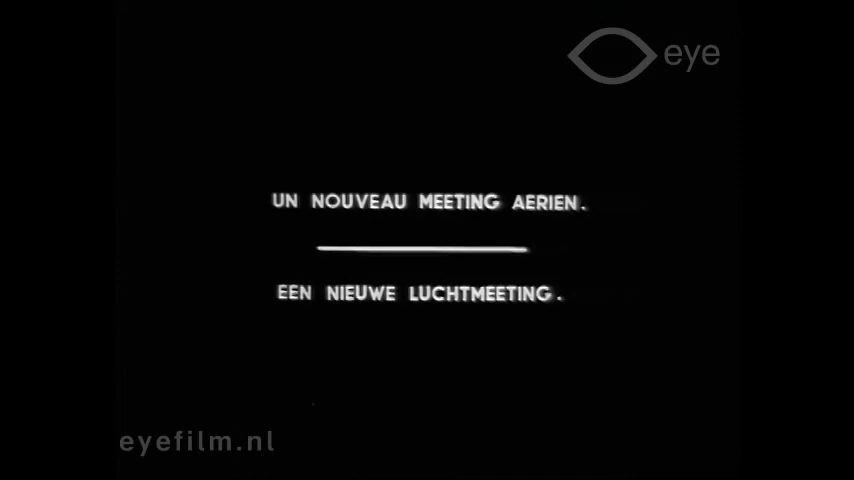 eye
UN NOUVEAU MEETING AERIEN.
EEN NIEUWE LUCHTMEETING.
eyefilm.nl